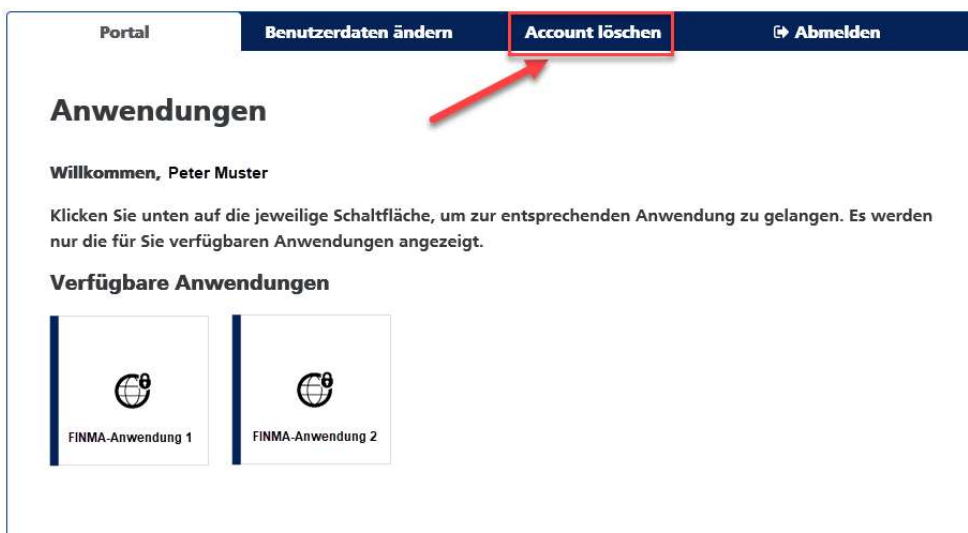 Portal
Benutzerdaten ändern
Account löschen
Abmelden
Anwendungen
Willkommen, Peter Muster
Klicken Sie unten auf die jeweilige Schaltfläche, um zur entsprechenden Anwendung zu gelangen. Es werden
nur die für Sie verfügbaren Anwendungen angezeigt.
Verfügbare Anwendungen
FINMA-Anwendung 1
FINMA-Anwendung 2